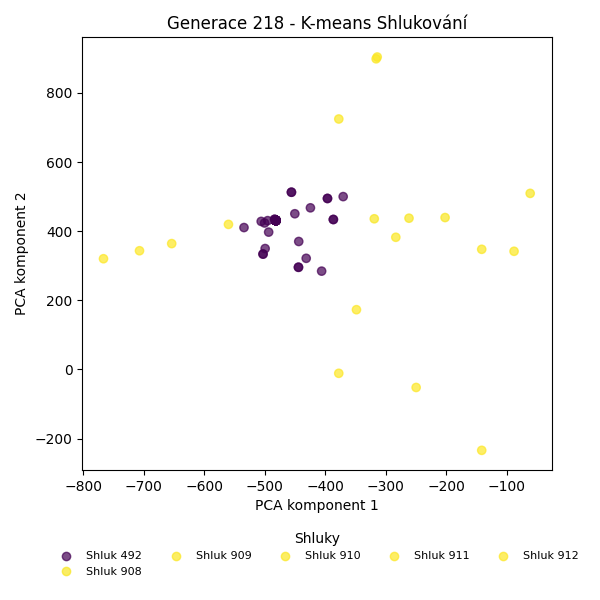 Generace 218 - K-means Shlukování
PCA komponent 2
800
600
400
200
0
−200
−800 −700 −600 −500 −400 −300 −200 −100
PCA komponent 1
Shluky
Shluk 492 Shluk 909 Shluk 910 Shluk 911 Shluk 912
Shluk 908